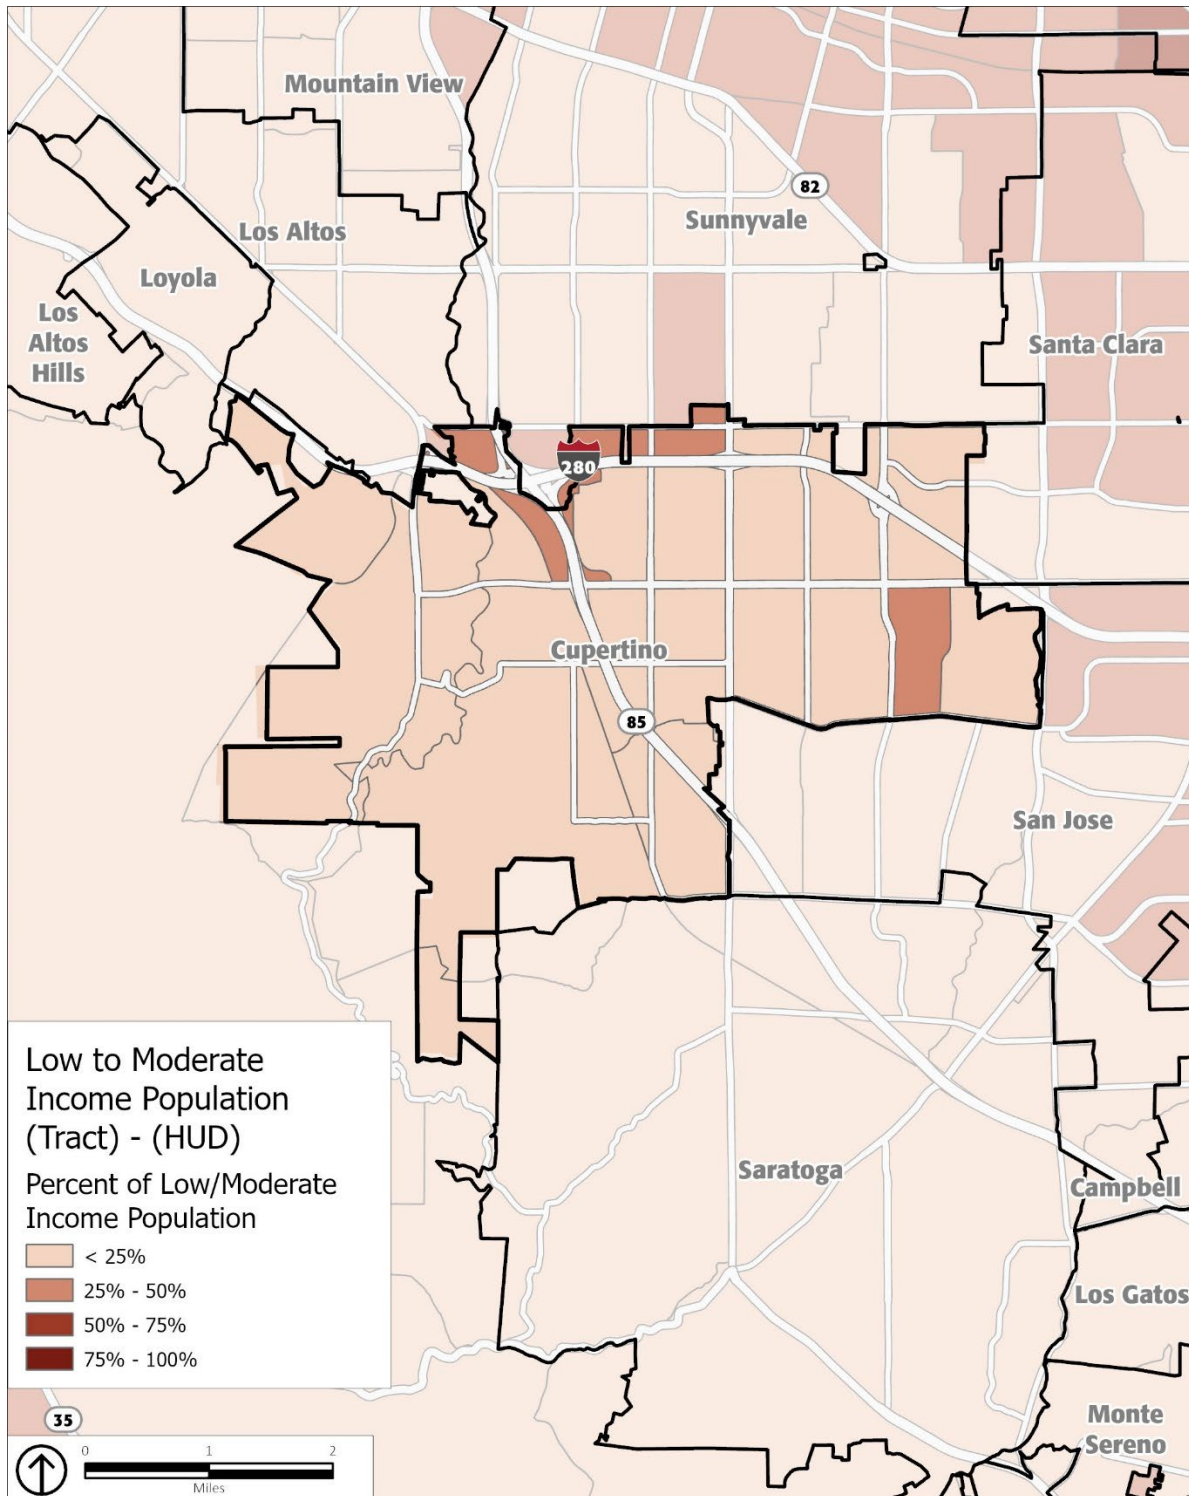 Mountain View
82
Sunnyvale
Los Altos
Loyola
Los
Altos
Hills
Santa Clara
280
Cupertino
85
San Jose
Saratoga
Campbell
Los Gatos
Monte
Sereno
Low to Moderate
Income Population
(Tract) - (HUD)
Percent of Low/Moderate
Income Population
< 25%
25% - 50%
50% - 75%
75% - 100%
35
0 1 2
Miles